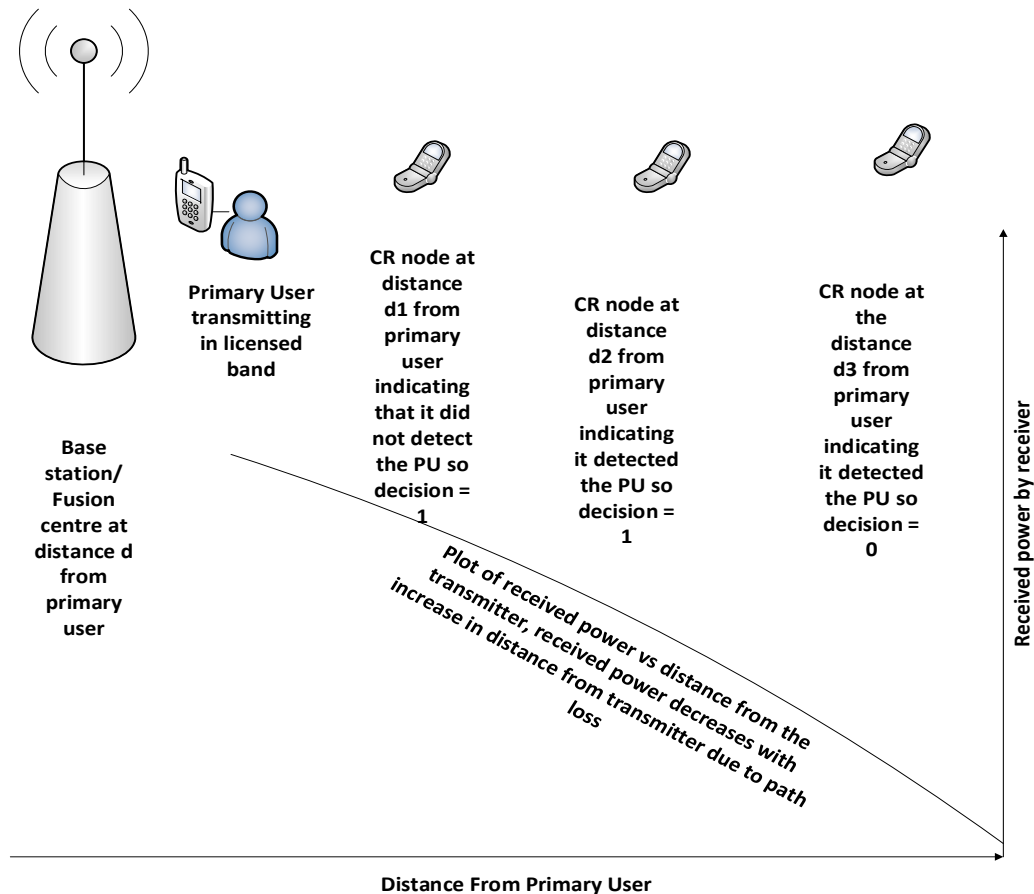 Primary User
transmitting
in licensed
band
CR node at
distance
d1 from
primary
user
indicating
that it did
not detect
the PU so
decision =
1
CR node at
distance
d2 from
primary
user
indicating
it detected
the PU so
decision =
1
CR node at
the
distance
d3 from
primary
user
indicating
it detected
the PU so
decision =
0
Base
station/
Fusion
centre at
distance d
from
primary
user
Plot of received power vs distance from the
transmitter, received power decreases with
increase in distance from transmitter due to path
loss
Received power by receiver
Distance From Primary User